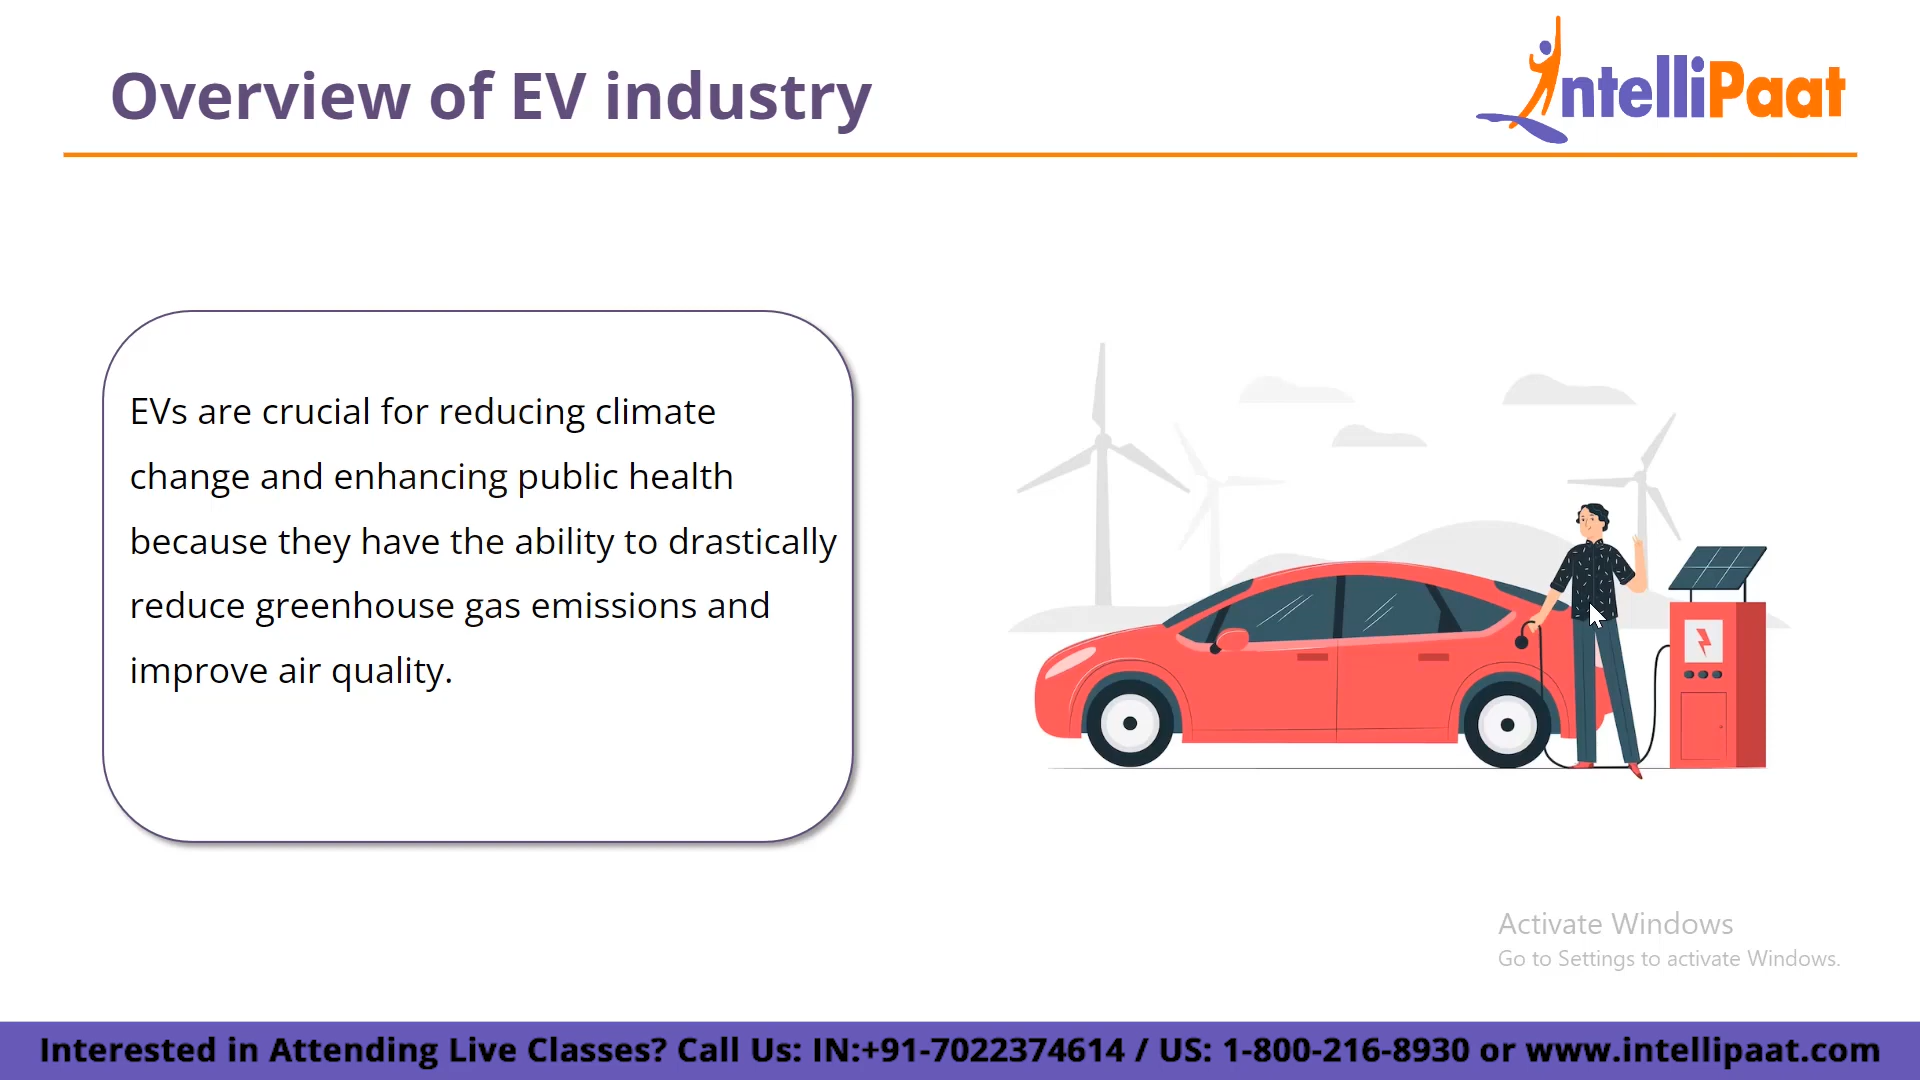 Overview of EV industry
IntelliPaat
EVs are crucial for reducing climate
change and enhancing public health
because they have the ability to drastically
reduce greenhouse gas emissions and
improve air quality.
Activate Windows
Go to Settings to activate Windows.
Interested in Attending Live Classes? Call Us: IN:+91-7022374614 / US: 1-800-216-8930 or www.intellipaat.com